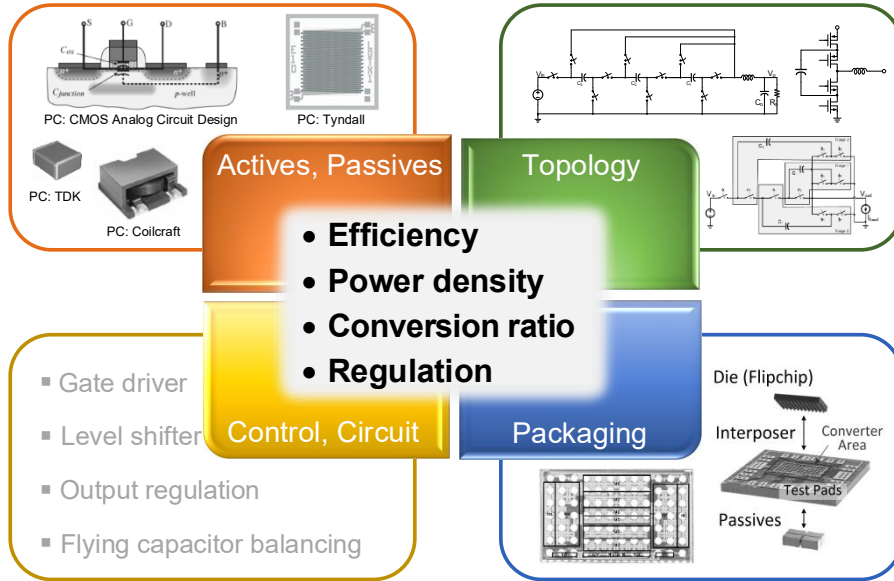 S G D B
C_ox
n+
n+
p+
C_junction
p-well
PC: CMOS Analog Circuit Design
PC: Tyndall
PC: TDK
PC: Coilcraft
Actives, Passives
Topology
• Efficiency
• Power density
• Conversion ratio
• Regulation
▪ Gate driver
▪ Level shifter
▪ Output regulation
▪ Flying capacitor balancing
Control, Circuit
Packaging
Die (Flipchip)
Interposer
Converter
Area
Test Pads
Passives